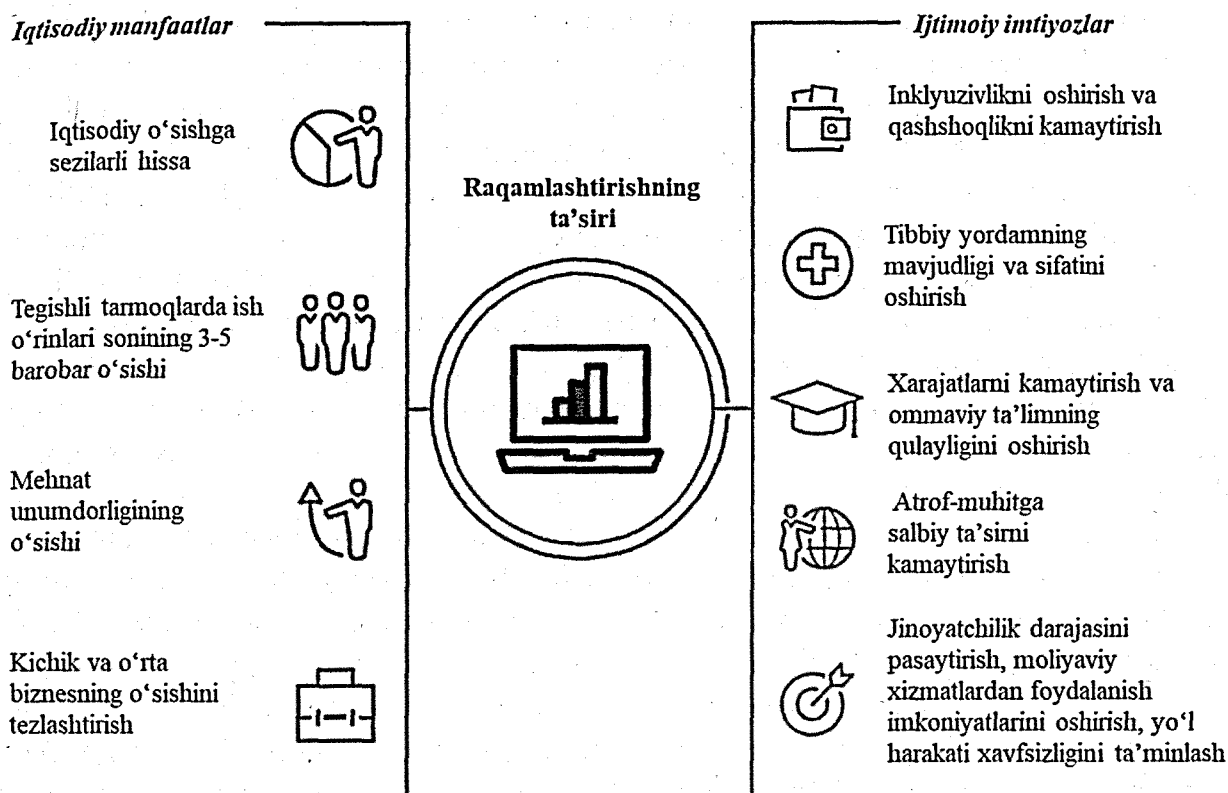 Iqtisodiy manfaatlar
Iqtisodiy o‘sishga
sezilarli hissa
Tegishli tarmoqlarda ish
o‘rinlari sonining 3-5
barobar o‘sishi
Mehnat
unumdorligining
o‘sishi
Kichik va o‘rta
biznesning o‘sishini
tezlashtirish
Raqamlashtirishning
ta’siri
Ijtimoiy imtiyozlar
Inklyuzivlikni oshirish va
qashshoqlikni kamaytirish
Tibbiy yordamning
mavjudligi va sifatini
oshirish
Xarajatlarni kamaytirish va
ommaviy ta’limning
qulayligini oshirish
Atrof-muhitga
salbiy ta’sirni
kamaytirish
Jinoyatchilik darajasini
pasaytirish, moliyaviy
xizmatlardan foydalanish
imkoniyatlarini oshirish, yo‘l
harakati xavfsizligini ta’minlash